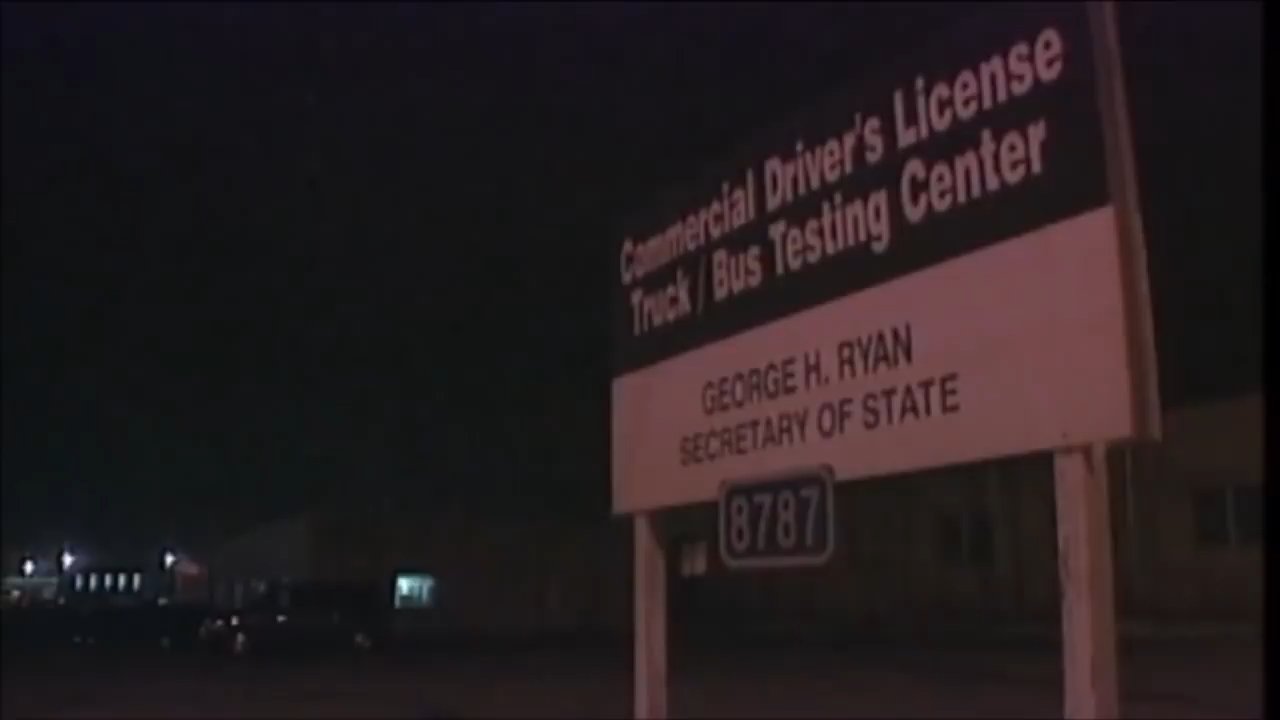 Commercial Driver's License
Truck / Bus Testing Center
GEORGE H. RYAN
SECRETARY OF STATE
8787